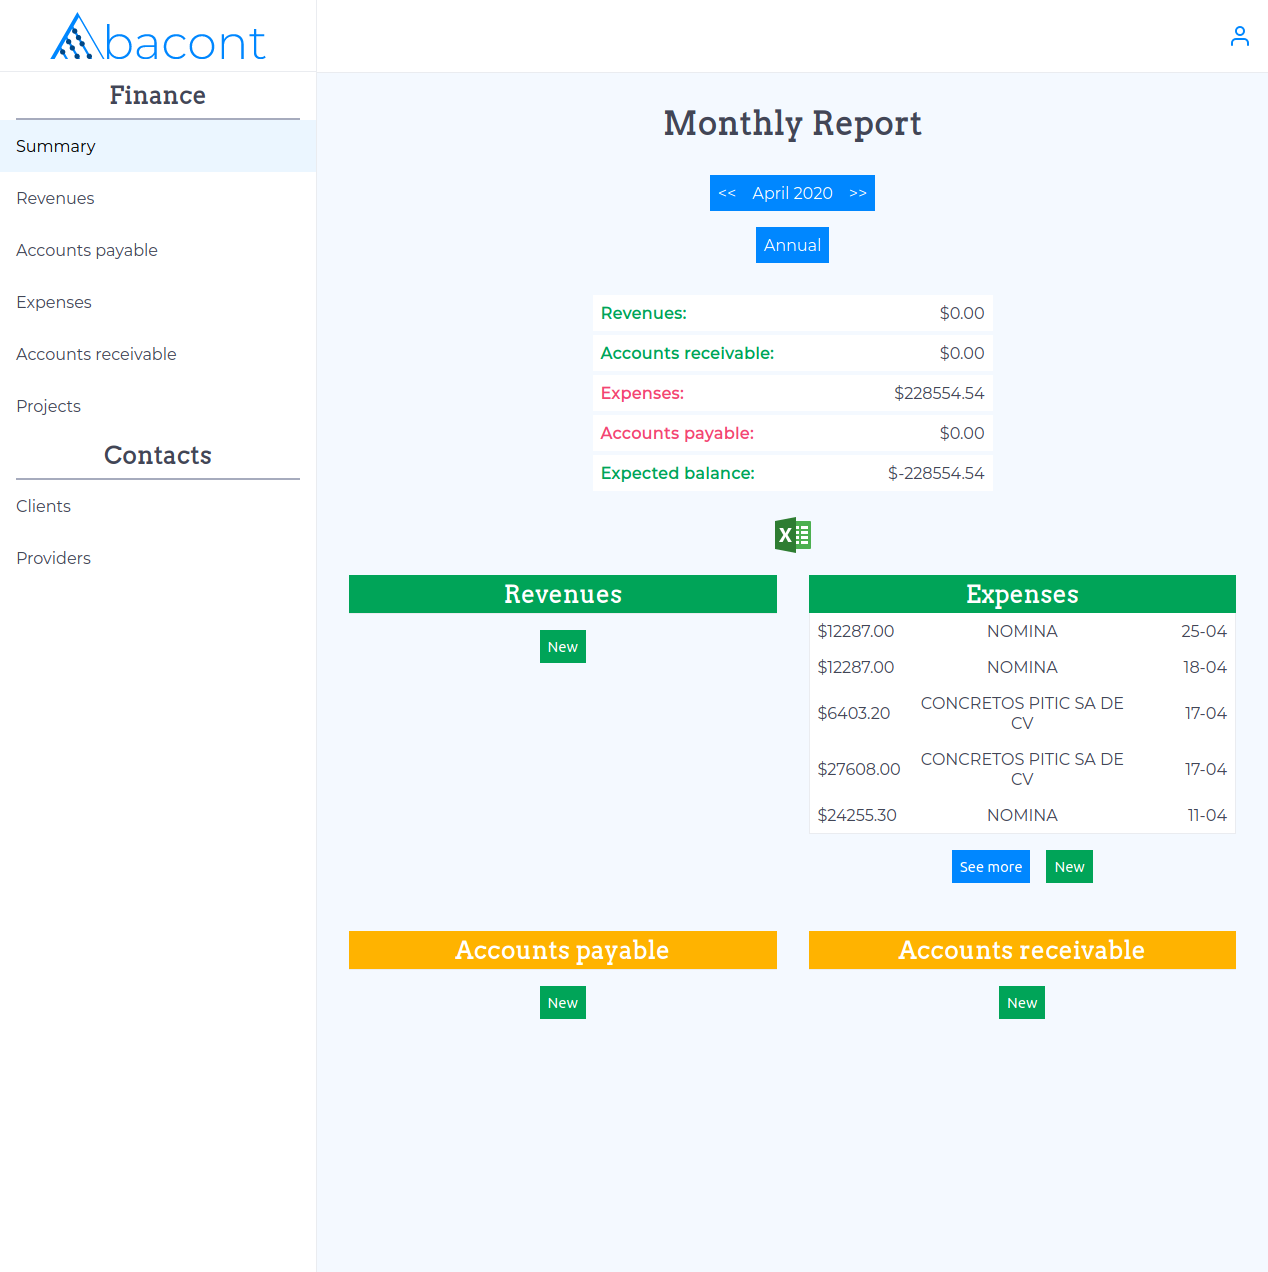 Abacont
Finance
Summary
Revenues
Accounts payable
Expenses
Accounts receivable
Projects
Contacts
Clients
Providers
Monthly Report
<< April 2020 >>
Annual
Revenues: $0.00
Accounts receivable: $0.00
Expenses: $228554.54
Accounts payable: $0.00
Expected balance: $-228554.54
X
Revenues
New
Expenses
$12287.00 NOMINA 25-04
$12287.00 NOMINA 18-04
$6403.20 CONCRETOS PITIC SA DE
CV 17-04
$27608.00 CONCRETOS PITIC SA DE
CV 17-04
$24255.30 NOMINA 11-04
See more New
Accounts payable
New
Accounts receivable
New